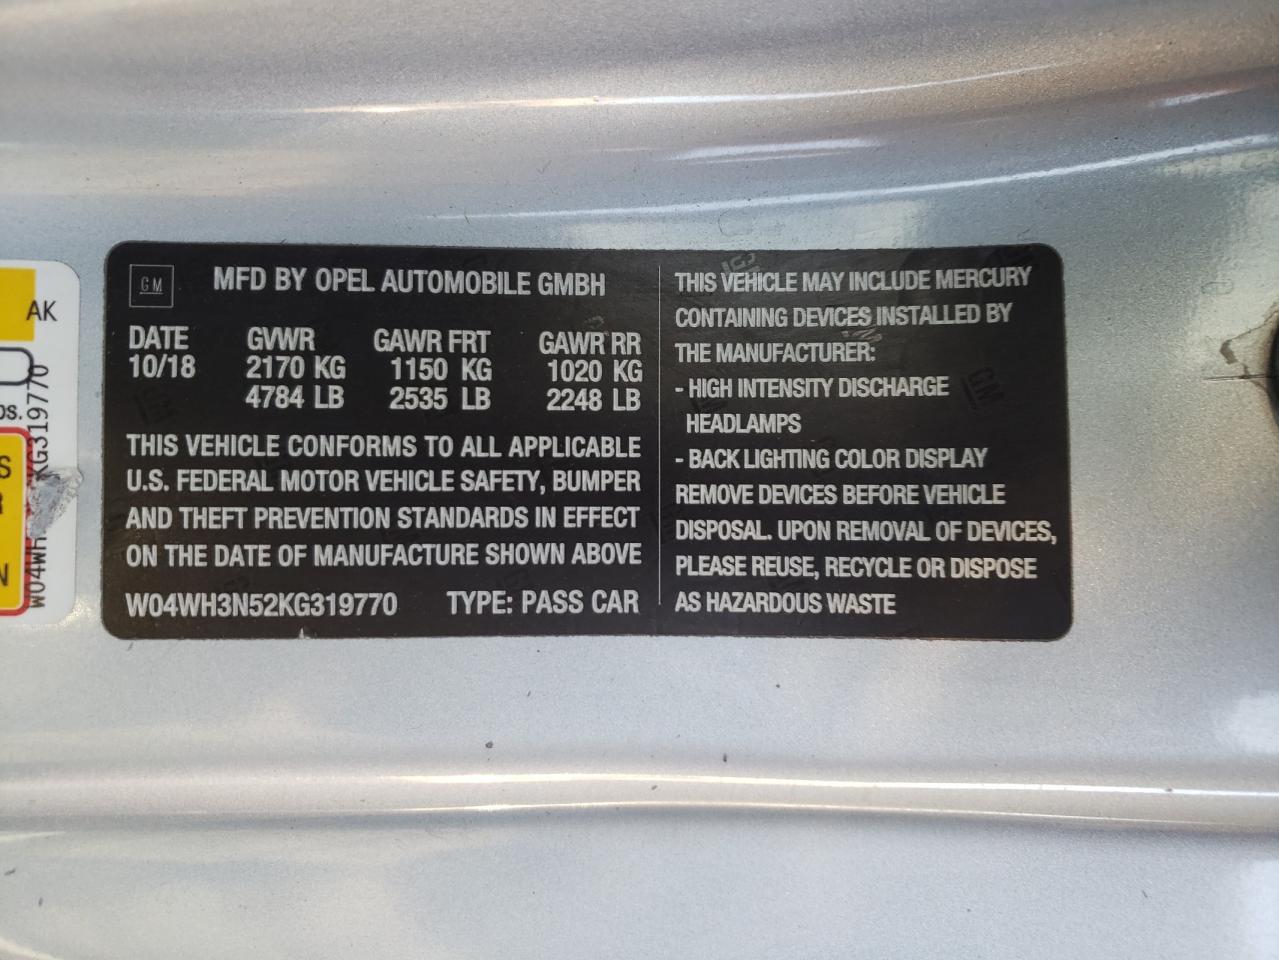 GM
MFD BY OPEL AUTOMOBILE GMBH
DATE GVWR GAWR FRT GAWR RR
10/18 2170 KG 1150 KG 1020 KG
4784 LB 2535 LB 2248 LB
THIS VEHICLE CONFORMS TO ALL APPLICABLE
U.S. FEDERAL MOTOR VEHICLE SAFETY, BUMPER
AND THEFT PREVENTION STANDARDS IN EFFECT
ON THE DATE OF MANUFACTURE SHOWN ABOVE
W04WH3N52KG319770 TYPE: PASS CAR
THIS VEHICLE MAY INCLUDE MERCURY
CONTAINING DEVICES INSTALLED BY
THE MANUFACTURER:
- HIGH INTENSITY DISCHARGE
HEADLAMPS
- BACK LIGHTING COLOR DISPLAY
REMOVE DEVICES BEFORE VEHICLE
DISPOSAL. UPON REMOVAL OF DEVICES,
PLEASE REUSE, RECYCLE OR DISPOSE
AS HAZARDOUS WASTE
AK